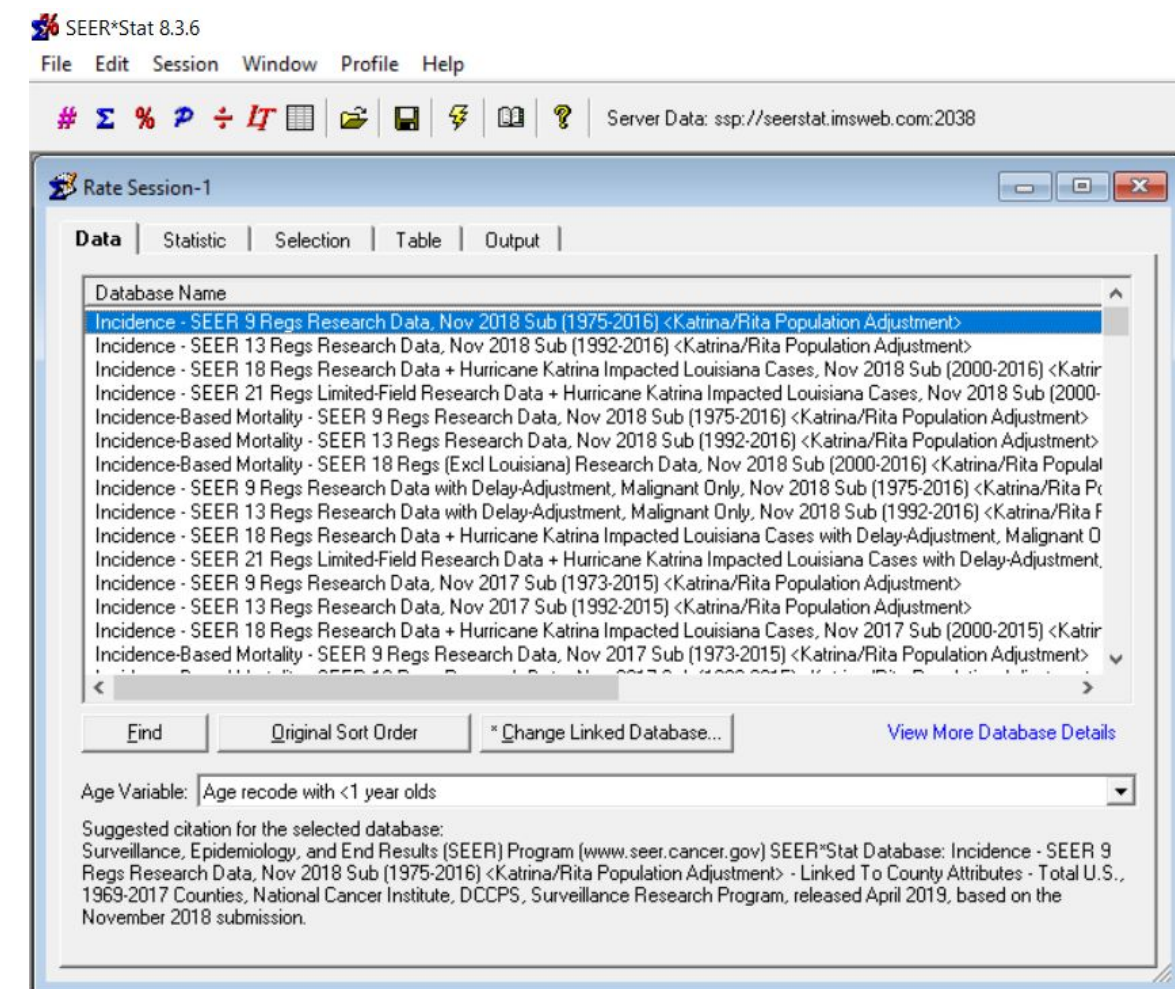 SEER*Stat 8.3.6
File Edit Session Window Profile Help
# Σ % P ÷ LT ? Server Data: ssp://seerstat.imsweb.com:2038
Rate Session-1
Data Statistic Selection Table Output
Database Name
Incidence - SEER 9 Regs Research Data, Nov 2018 Sub (1975-2016) <Katrina/Rita Population Adjustment>
Incidence - SEER 13 Regs Research Data, Nov 2018 Sub (1992-2016) <Katrina/Rita Population Adjustment>
Incidence - SEER 18 Regs Research Data + Hurricane Katrina Impacted Louisiana Cases, Nov 2018 Sub (2000-2016) <Katrin
Incidence - SEER 21 Regs Limited-Field Research Data + Hurricane Katrina Impacted Louisiana Cases, Nov 2018 Sub (2000-
Incidence-Based Mortality - SEER 9 Regs Research Data, Nov 2018 Sub (1975-2016) <Katrina/Rita Population Adjustment>
Incidence-Based Mortality - SEER 13 Regs Research Data, Nov 2018 Sub (1992-2016) <Katrina/Rita Population Adjustment>
Incidence-Based Mortality - SEER 18 Regs (Excl Louisiana) Research Data, Nov 2018 Sub (2000-2016) <Katrina/Rita Populat
Incidence - SEER 9 Regs Research Data with Delay-Adjustment, Malignant Only, Nov 2018 Sub (1975-2016) <Katrina/Rita Po
Incidence - SEER 13 Regs Research Data with Delay-Adjustment, Malignant Only, Nov 2018 Sub (1992-2016) <Katrina/Rita F
Incidence - SEER 18 Regs Research Data + Hurricane Katrina Impacted Louisiana Cases with Delay-Adjustment, Malignant O
Incidence - SEER 21 Regs Limited-Field Research Data + Hurricane Katrina Impacted Louisiana Cases with Delay-Adjustment,
Incidence - SEER 9 Regs Research Data, Nov 2017 Sub (1973-2015) <Katrina/Rita Population Adjustment>
Incidence - SEER 13 Regs Research Data, Nov 2017 Sub (1992-2015) <Katrina/Rita Population Adjustment>
Incidence - SEER 18 Regs Research Data + Hurricane Katrina Impacted Louisiana Cases, Nov 2017 Sub (2000-2015) <Katrin
Incidence-Based Mortality - SEER 9 Regs Research Data, Nov 2017 Sub (1973-2015) <Katrina/Rita Population Adjustment>
Find Original Sort Order * Change Linked Database... View More Database Details
Age Variable: Age recode with <1 year olds
Suggested citation for the selected database:
Surveillance, Epidemiology, and End Results (SEER) Program (www.seer.cancer.gov) SEER*Stat Database: Incidence - SEER 9
Regs Research Data, Nov 2018 Sub (1975-2016) <Katrina/Rita Population Adjustment> - Linked To County Attributes - Total U.S.,
1969-2017 Counties, National Cancer Institute, DCCPS, Surveillance Research Program, released April 2019, based on the
November 2018 submission.